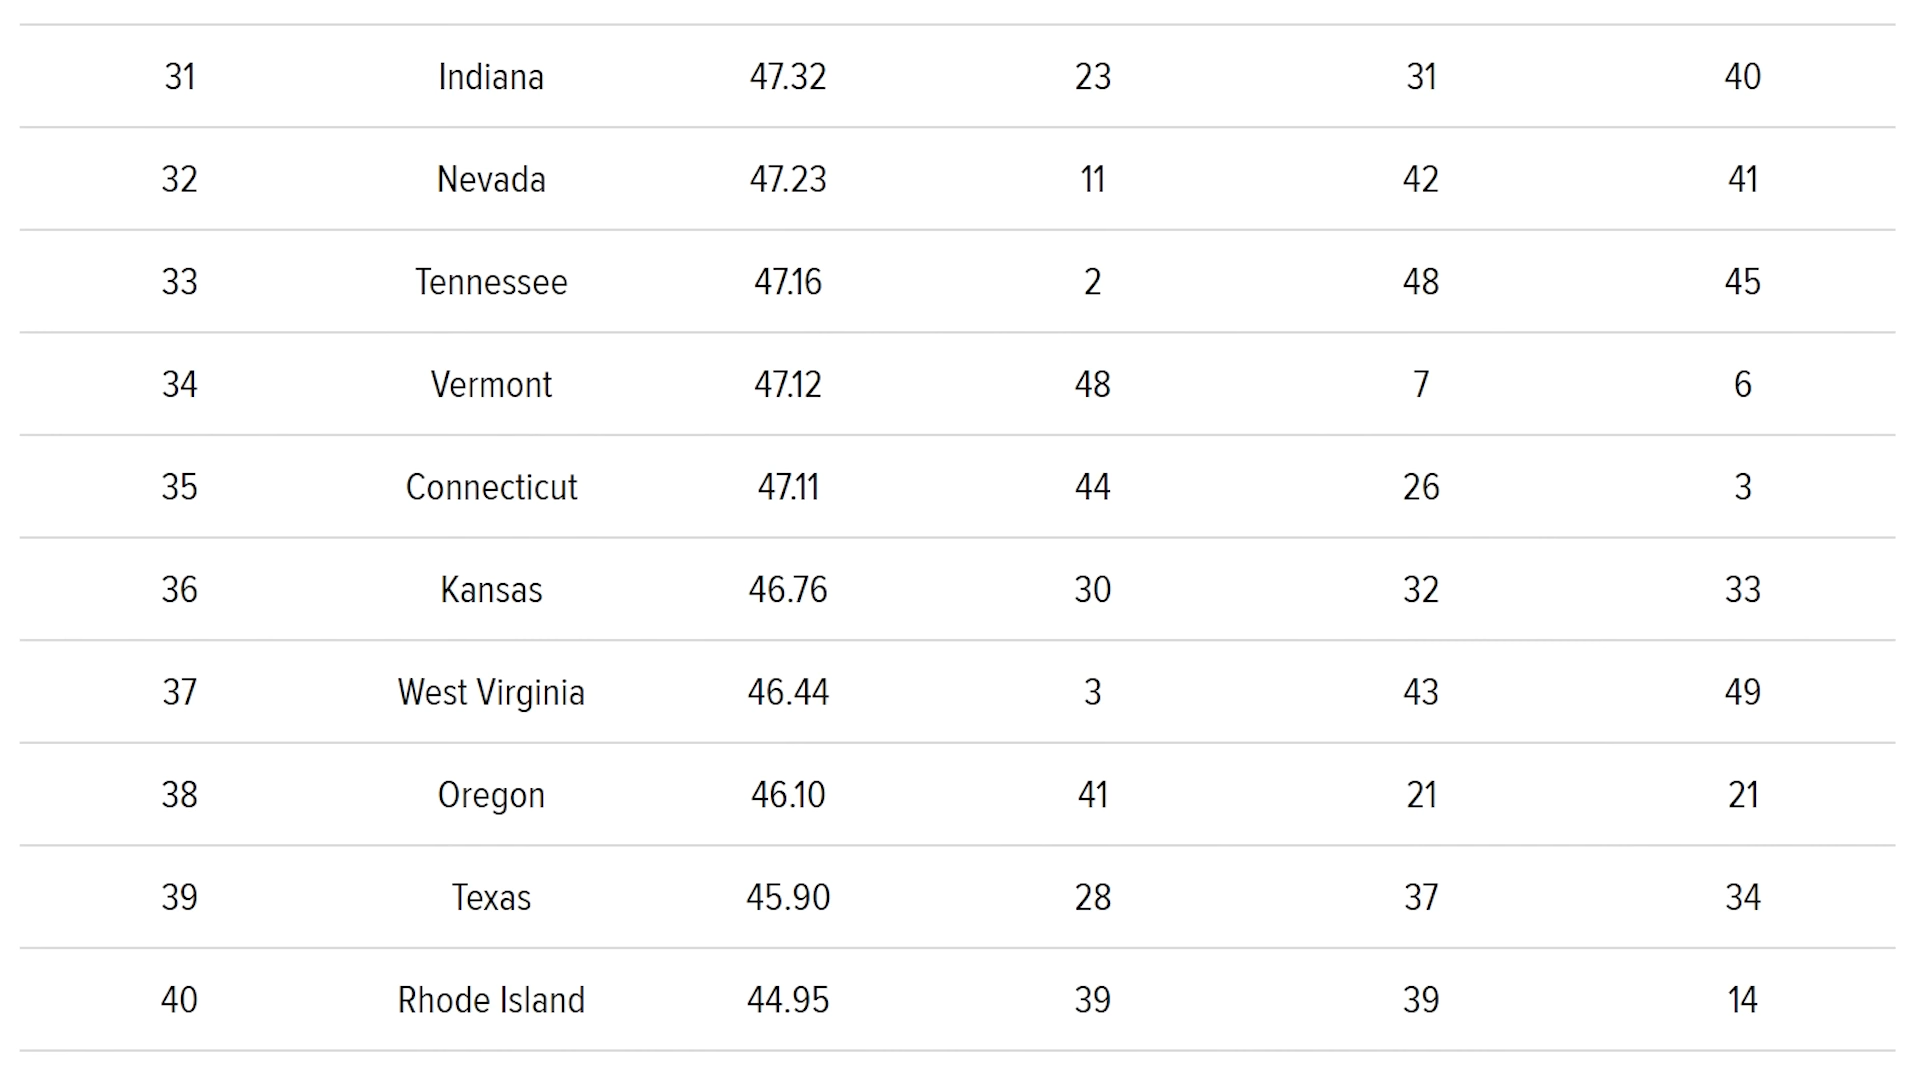 31 Indiana 47.32 23 31 40
32 Nevada 47.23 11 42 41
33 Tennessee 47.16 2 48 45
34 Vermont 47.12 48 7 6
35 Connecticut 47.11 44 26 3
36 Kansas 46.76 30 32 33
37 West Virginia 46.44 3 43 49
38 Oregon 46.10 41 21 21
39 Texas 45.90 28 37 34
40 Rhode Island 44.95 39 39 14